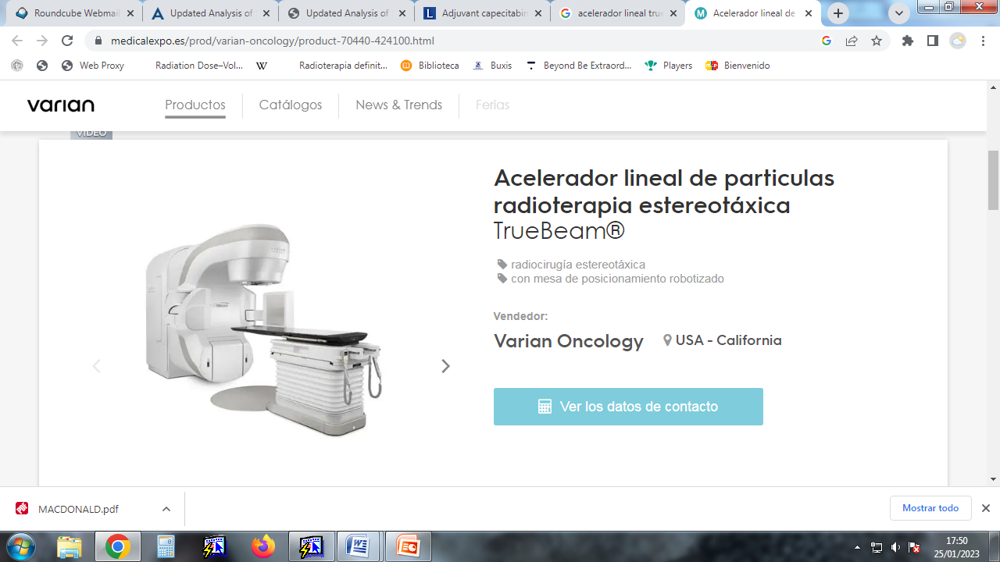 Roundcube Webmail
Updated Analysis of
Updated Analysis of
Adjuvant capecitabin
acelerador lineal true
Acelerador lineal de
medicalexpo.es/prod/varian-oncology/product-70440-424100.html
Web Proxy
Radiation Dose–Vol...
W
Radioterapia definit...
Biblioteca
Buxis
Beyond Be Extraord...
Players
Bienvenido
varian
Productos
Catálogos
News & Trends
Ferias
VIDEO
Acelerador lineal de particulas
radioterapia estereotáxica
TrueBeam®
radiocirugía estereotáxica
con mesa de posicionamiento robotizado
Vendedor:
Varian Oncology
USA - California
Ver los datos de contacto
MACDONALD.pdf
Mostrar todo
17:50
25/01/2023